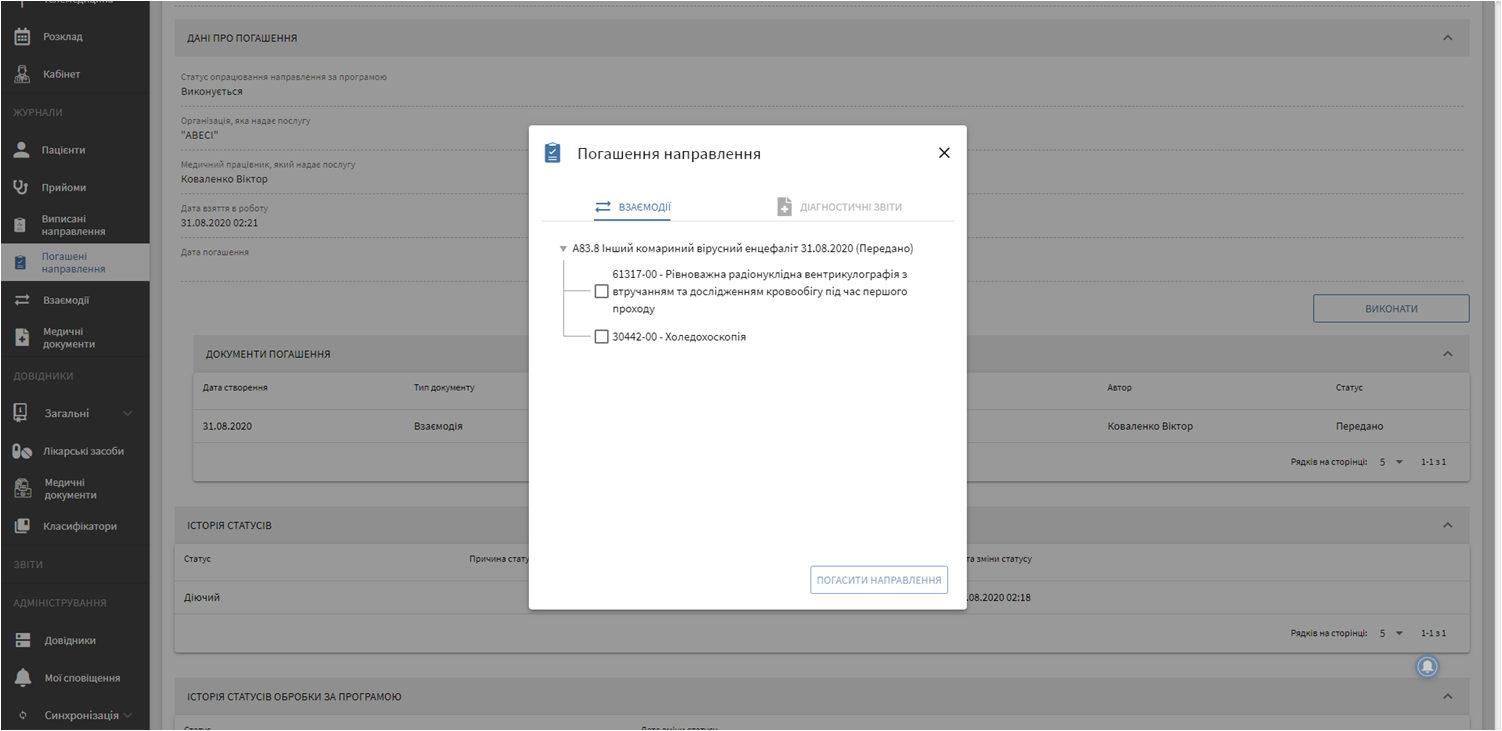 Розклад
Кабінет
ЖУРНАЛИ
Пацієнти
Прийоми
Виписані
направлення
Погашені
направлення
Взаємодії
Медичні
документи
ДОВІДНИКИ
Загальні
Лікарські засоби
Медичні
документи
Класифікатори
ЗВІТИ
АДМІНІСТРУВАННЯ
Довідники
Мої сповіщення
Синхронізація
ДАНІ ПРО ПОГАШЕННЯ
Статус опрацювання направлення за програмою
Виконується
Організація, яка надає послугу
"АВЕСІ"
Медичний працівник, який надає послугу
Коваленко Віктор
Дата взяття в роботу
31.08.2020 02:21
Дата погашення
ВИКОНАТИ
Погашення направлення
ВЗАЄМОДІЇ
ДІАГНОСТИЧНІ ЗВІТИ
A83.8 Інший комариний вірусний енцефаліт 31.08.2020 (Передано)
61317-00 - Рівноважна радіонуклідна вентрикулографія з
втручанням та дослідженням кровообігу під час першого
проходу
30442-00 - Холедохоскопія
ПОГАСИТИ НАПРАВЛЕННЯ
ДОКУМЕНТИ ПОГАШЕННЯ
Дата створення Тип документу Автор Статус
31.08.2020 Взаємодія Коваленко Віктор Передано
Рядків на сторінці: 5 1-1 з 1
ІСТОРІЯ СТАТУСІВ
Статус Причина стату та зміни статусу
Діючий .08.2020 02:18
Рядків на сторінці: 5 1-1 з 1
ІСТОРІЯ СТАТУСІВ ОБРОБКИ ЗА ПРОГРАМОЮ
Статус Дата зміни статусу